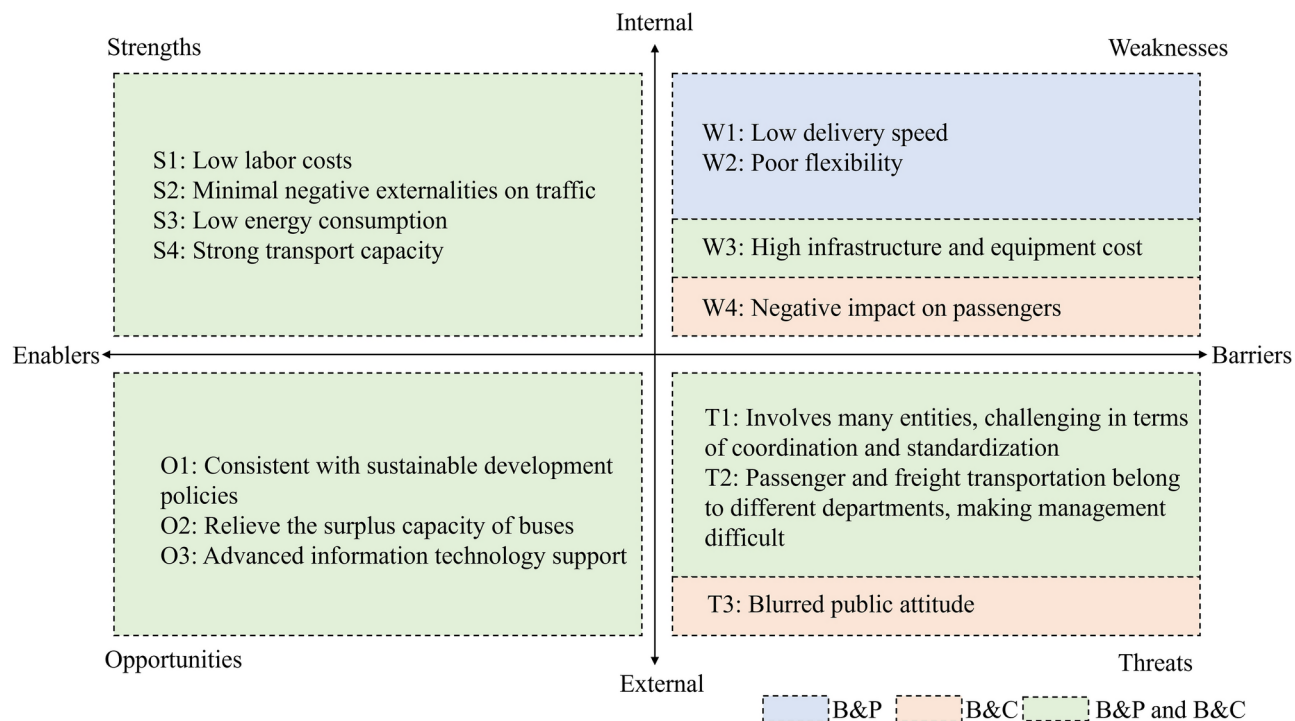 Internal
Strengths
Weaknesses
S1: Low labor costs
S2: Minimal negative externalities on traffic
S3: Low energy consumption
S4: Strong transport capacity
W1: Low delivery speed
W2: Poor flexibility
W3: High infrastructure and equipment cost
W4: Negative impact on passengers
Enablers
Barriers
O1: Consistent with sustainable development
policies
O2: Relieve the surplus capacity of buses
O3: Advanced information technology support
T1: Involves many entities, challenging in terms
of coordination and standardization
T2: Passenger and freight transportation belong
to different departments, making management
difficult
T3: Blurred public attitude
Opportunities
Threats
External
B&P
B&C
B&P and B&C